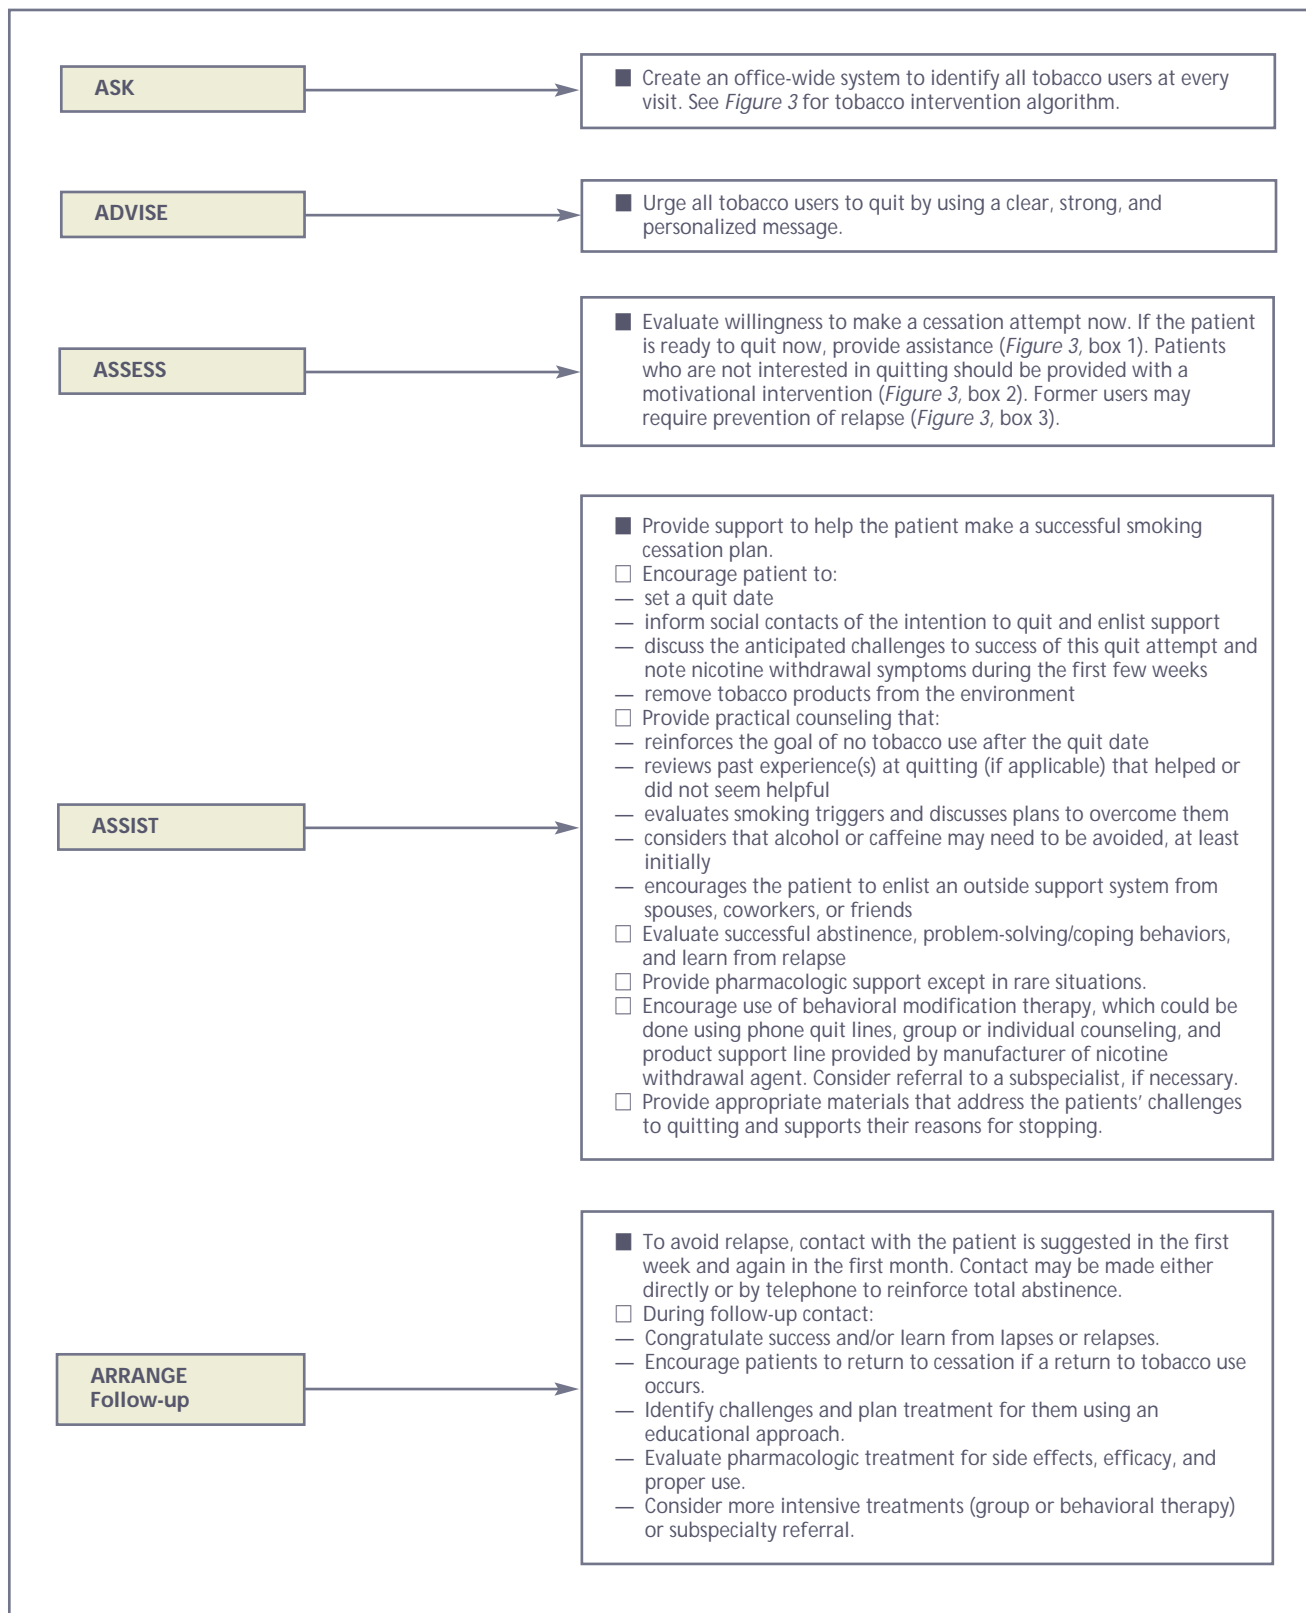 ASK
■ Create an office-wide system to identify all tobacco users at every
visit. See Figure 3 for tobacco intervention algorithm.
ADVISE
■ Urge all tobacco users to quit by using a clear, strong, and
personalized message.
ASSESS
■ Evaluate willingness to make a cessation attempt now. If the patient
is ready to quit now, provide assistance (Figure 3, box 1). Patients
who are not interested in quitting should be provided with a
motivational intervention (Figure 3, box 2). Former users may
require prevention of relapse (Figure 3, box 3).
ASSIST
■ Provide support to help the patient make a successful smoking
cessation plan.
□ Encourage patient to:
— set a quit date
— inform social contacts of the intention to quit and enlist support
— discuss the anticipated challenges to success of this quit attempt and
note nicotine withdrawal symptoms during the first few weeks
— remove tobacco products from the environment
□ Provide practical counseling that:
— reinforces the goal of no tobacco use after the quit date
— reviews past experience(s) at quitting (if applicable) that helped or
did not seem helpful
— evaluates smoking triggers and discusses plans to overcome them
— considers that alcohol or caffeine may need to be avoided, at least
initially
— encourages the patient to enlist an outside support system from
spouses, coworkers, or friends
□ Evaluate successful abstinence, problem-solving/coping behaviors,
and learn from relapse
□ Provide pharmacologic support except in rare situations.
□ Encourage use of behavioral modification therapy, which could be
done using phone quit lines, group or individual counseling, and
product support line provided by manufacturer of nicotine
withdrawal agent. Consider referral to a subspecialist, if necessary.
□ Provide appropriate materials that address the patients' challenges
to quitting and supports their reasons for stopping.
ARRANGE
Follow-up
■ To avoid relapse, contact with the patient is suggested in the first
week and again in the first month. Contact may be made either
directly or by telephone to reinforce total abstinence.
□ During follow-up contact:
— Congratulate success and/or learn from lapses or relapses.
— Encourage patients to return to cessation if a return to tobacco use
occurs.
— Identify challenges and plan treatment for them using an
educational approach.
— Evaluate pharmacologic treatment for side effects, efficacy, and
proper use.
— Consider more intensive treatments (group or behavioral therapy)
or subspecialty referral.